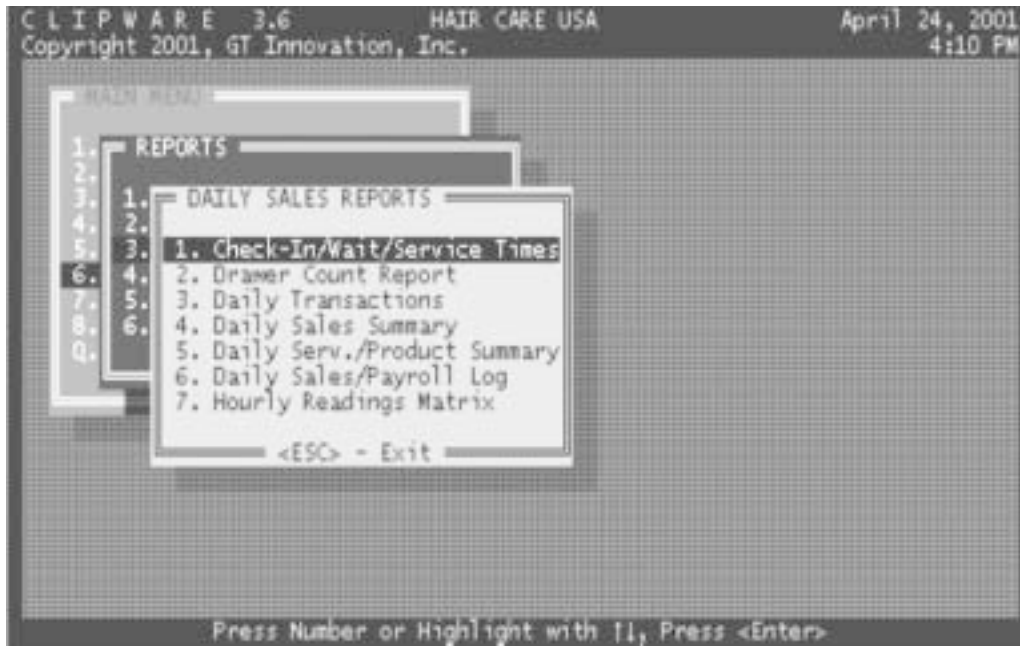 C L I P W A R E   3.6   HAIR CARE USA   April 24, 2001
Copyright 2001, GT Innovation, Inc.   4:10 PM
MAIN MENU
1.
2.
3.
4.
5.
6.
7.
8.
Q.
REPORTS
1.
2.
3.
4.
5.
6.
DAILY SALES REPORTS
1. Check-In/Wait/Service Times
2. Drawer Count Report
3. Daily Transactions
4. Daily Sales Summary
5. Daily Serv./Product Summary
6. Daily Sales/Payroll Log
7. Hourly Readings Matrix
<ESC> - Exit
Press Number or Highlight with ↑↓, Press <Enter>